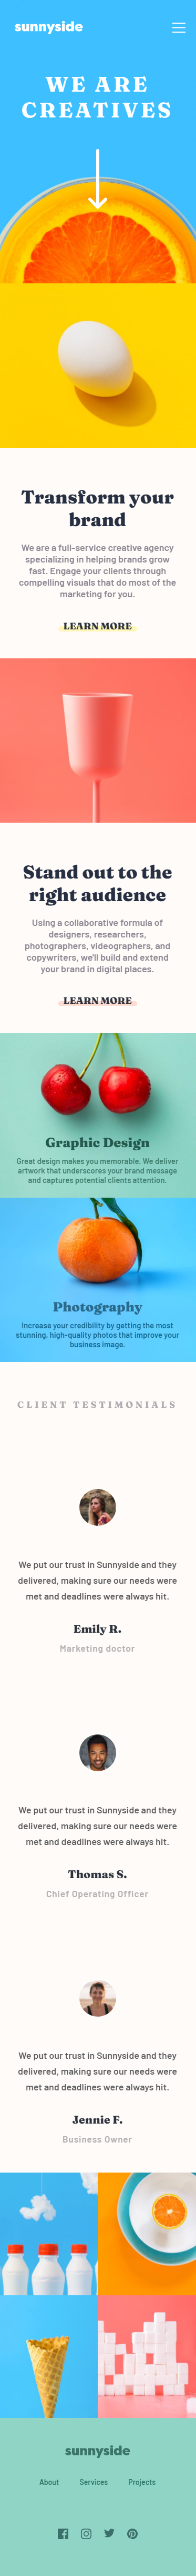 sunnyside
WE ARE
CREATIVES
Transform your
brand
We are a full-service creative agency
specializing in helping brands grow
fast. Engage your clients through
compelling visuals that do most of the
marketing for you.
LEARN MORE
Stand out to the
right audience
Using a collaborative formula of
designers, researchers,
photographers, videographers, and
copywriters, we'll build and extend
your brand in digital places.
LEARN MORE
Graphic Design
Great design makes you memorable. We deliver
artwork that underscores your brand message
and captures potential clients attention.
Photography
Increase your credibility by getting the most
stunning, high-quality photos that improve your
business image.
CLIENT TESTIMONIALS
We put our trust in Sunnyside and they
delivered, making sure our needs were
met and deadlines were always hit.
Emily R.
Marketing doctor
We put our trust in Sunnyside and they
delivered, making sure our needs were
met and deadlines were always hit.
Thomas S.
Chief Operating Officer
We put our trust in Sunnyside and they
delivered, making sure our needs were
met and deadlines were always hit.
Jennie F.
Business Owner
sunnyside
About Services Projects